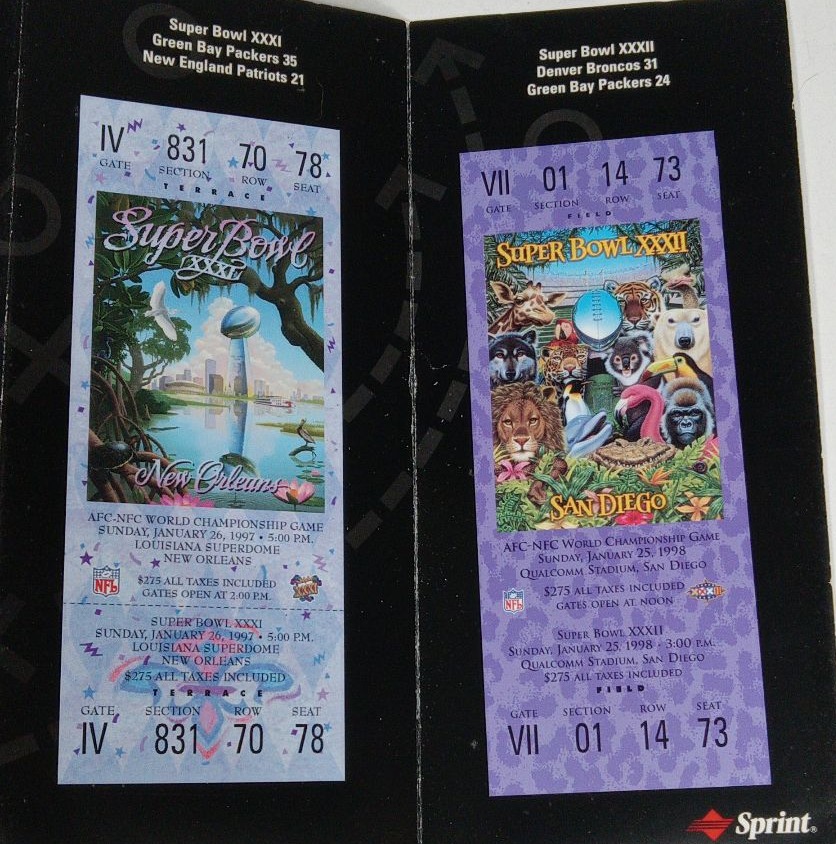 Super Bowl XXXI
Green Bay Packers 35
New England Patriots 21
IV 831 70 78
GATE SECTION ROW SEAT
TERRACE
Super Bowl
XXXI
New Orleans
AFC-NFC WORLD CHAMPIONSHIP GAME
SUNDAY, JANUARY 26, 1997 • 5:00 P.M.
LOUISIANA SUPERDOME
NEW ORLEANS
$275 ALL TAXES INCLUDED
GATES OPEN AT 2:00 P.M.
NFL
XXXI
SUPER BOWL XXXI
SUNDAY, JANUARY 26, 1997 • 5:00 P.M.
LOUISIANA SUPERDOME
NEW ORLEANS
$275 ALL TAXES INCLUDED
TERRACE
GATE SECTION ROW SEAT
IV 831 70 78
Super Bowl XXXII
Denver Broncos 31
Green Bay Packers 24
VII 01 14 73
GATE SECTION ROW SEAT
FIELD
SUPER BOWL XXXII
SAN DIEGO
AFC-NFC WORLD CHAMPIONSHIP GAME
SUNDAY, JANUARY 25, 1998
QUALCOMM STADIUM, SAN DIEGO
$275 ALL TAXES INCLUDED
GATES OPEN AT NOON
NFL
XXXII
SUPER BOWL XXXII
SUNDAY, JANUARY 25, 1998 • 3:00 P.M.
QUALCOMM STADIUM, SAN DIEGO
$275 ALL TAXES INCLUDED
FIELD
GATE SECTION ROW SEAT
VII 01 14 73
Sprint®